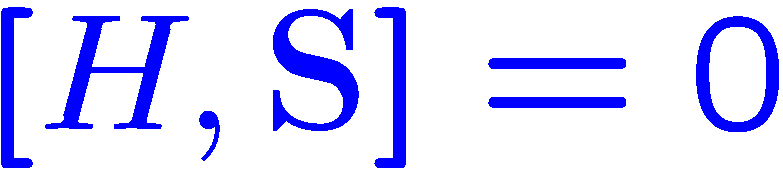 [H, S] = 0